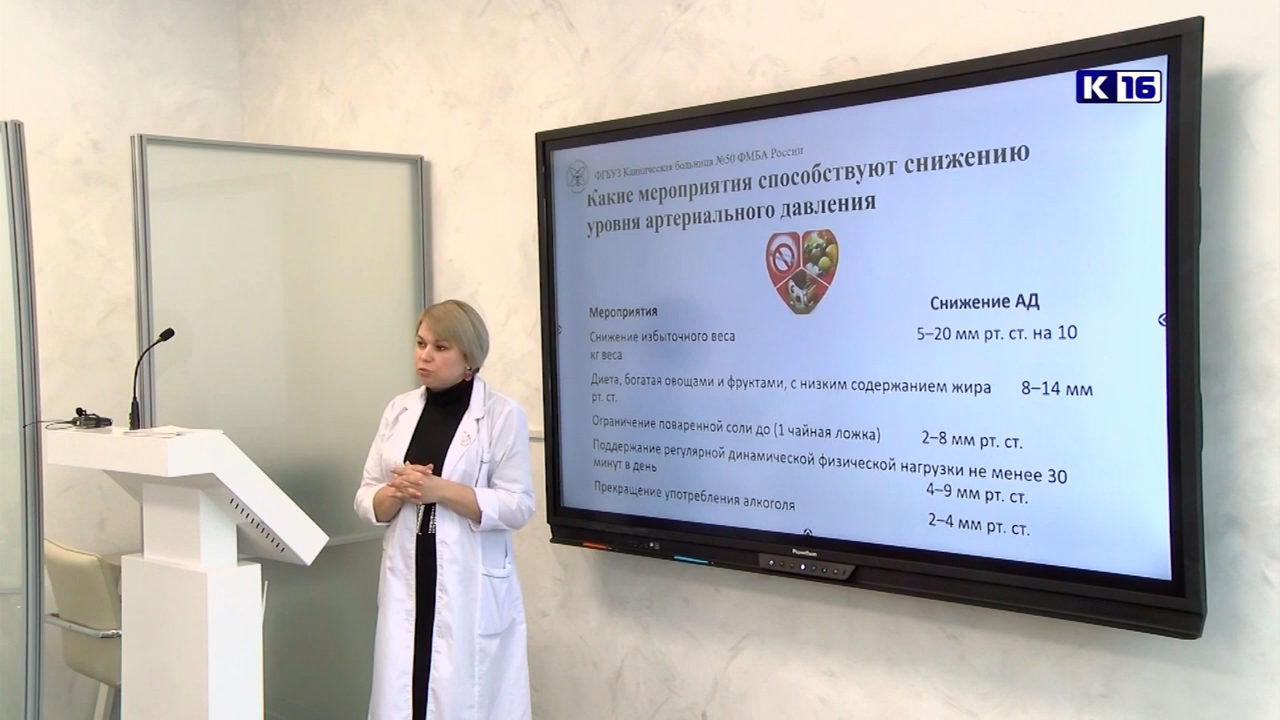 К 16
ФГБУЗ Клиническая больница №50 ФМБА России
Какие мероприятия способствуют снижению
уровня артериального давления
Мероприятия Снижение АД
Снижение избыточного веса 5–20 мм рт. ст. на 10
кг веса
Диета, богатая овощами и фруктами, с низким содержанием жира 8–14 мм
рт. ст.
Ограничение поваренной соли до (1 чайная ложка) 2–8 мм рт. ст.
Поддержание регулярной динамической физической нагрузки не менее 30
минут в день 4–9 мм рт. ст.
Прекращение употребления алкоголя 2–4 мм рт. ст.